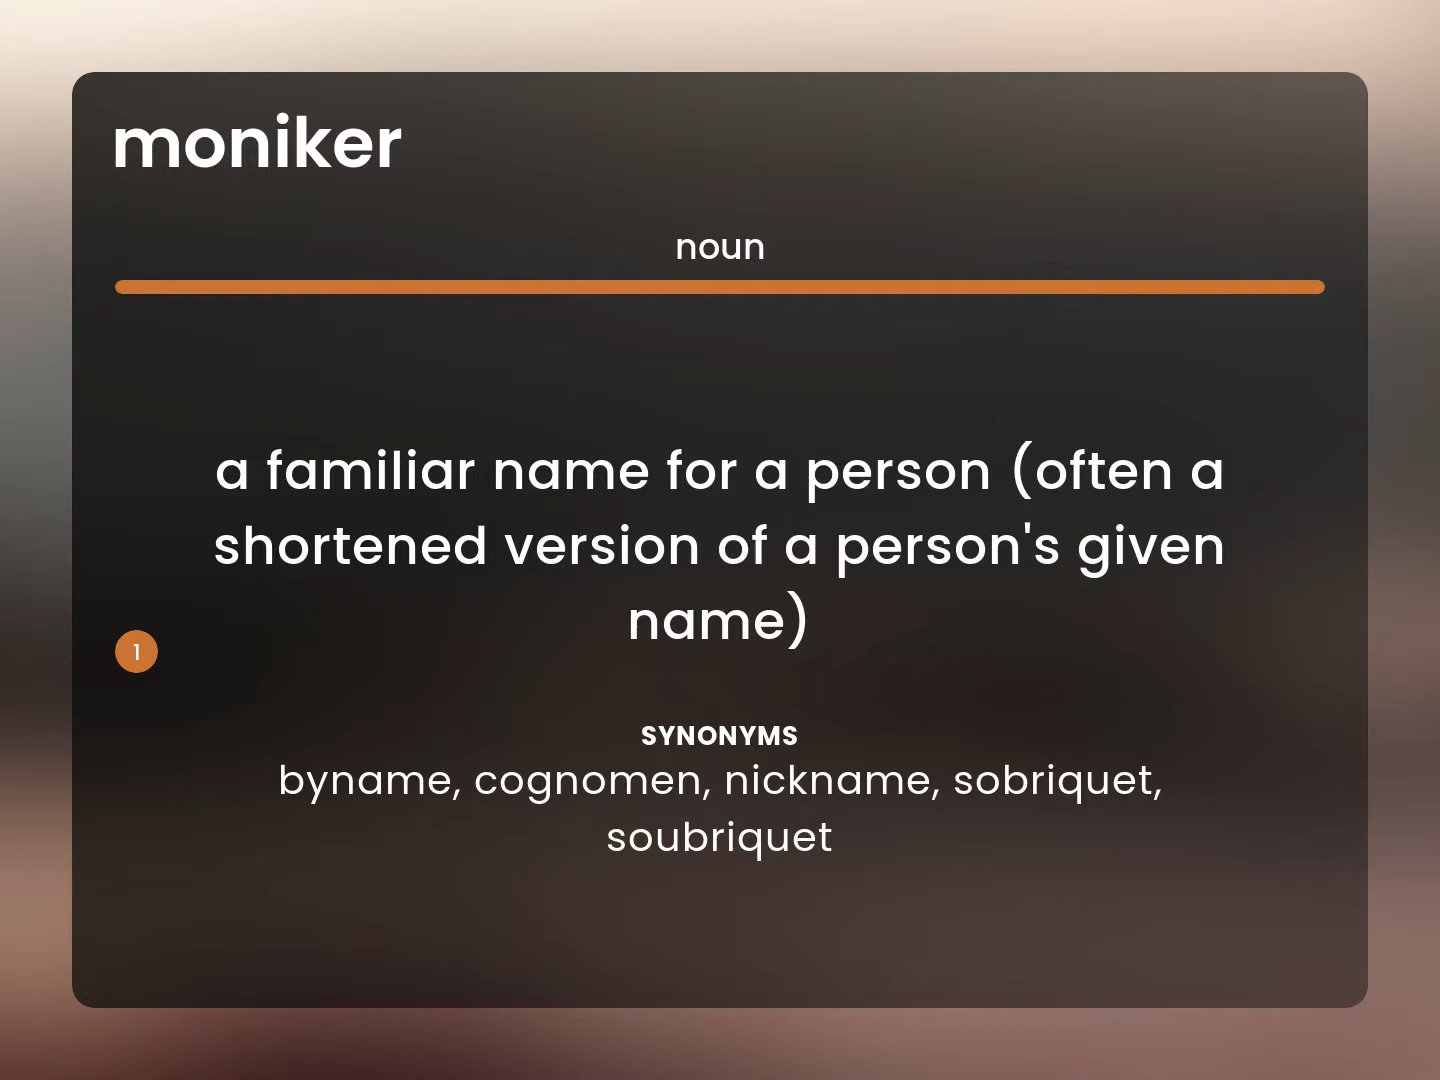 moniker
noun
a familiar name for a person (often a
shortened version of a person's given
name)
1
SYNONYMS
byname, cognomen, nickname, sobriquet,
soubriquet